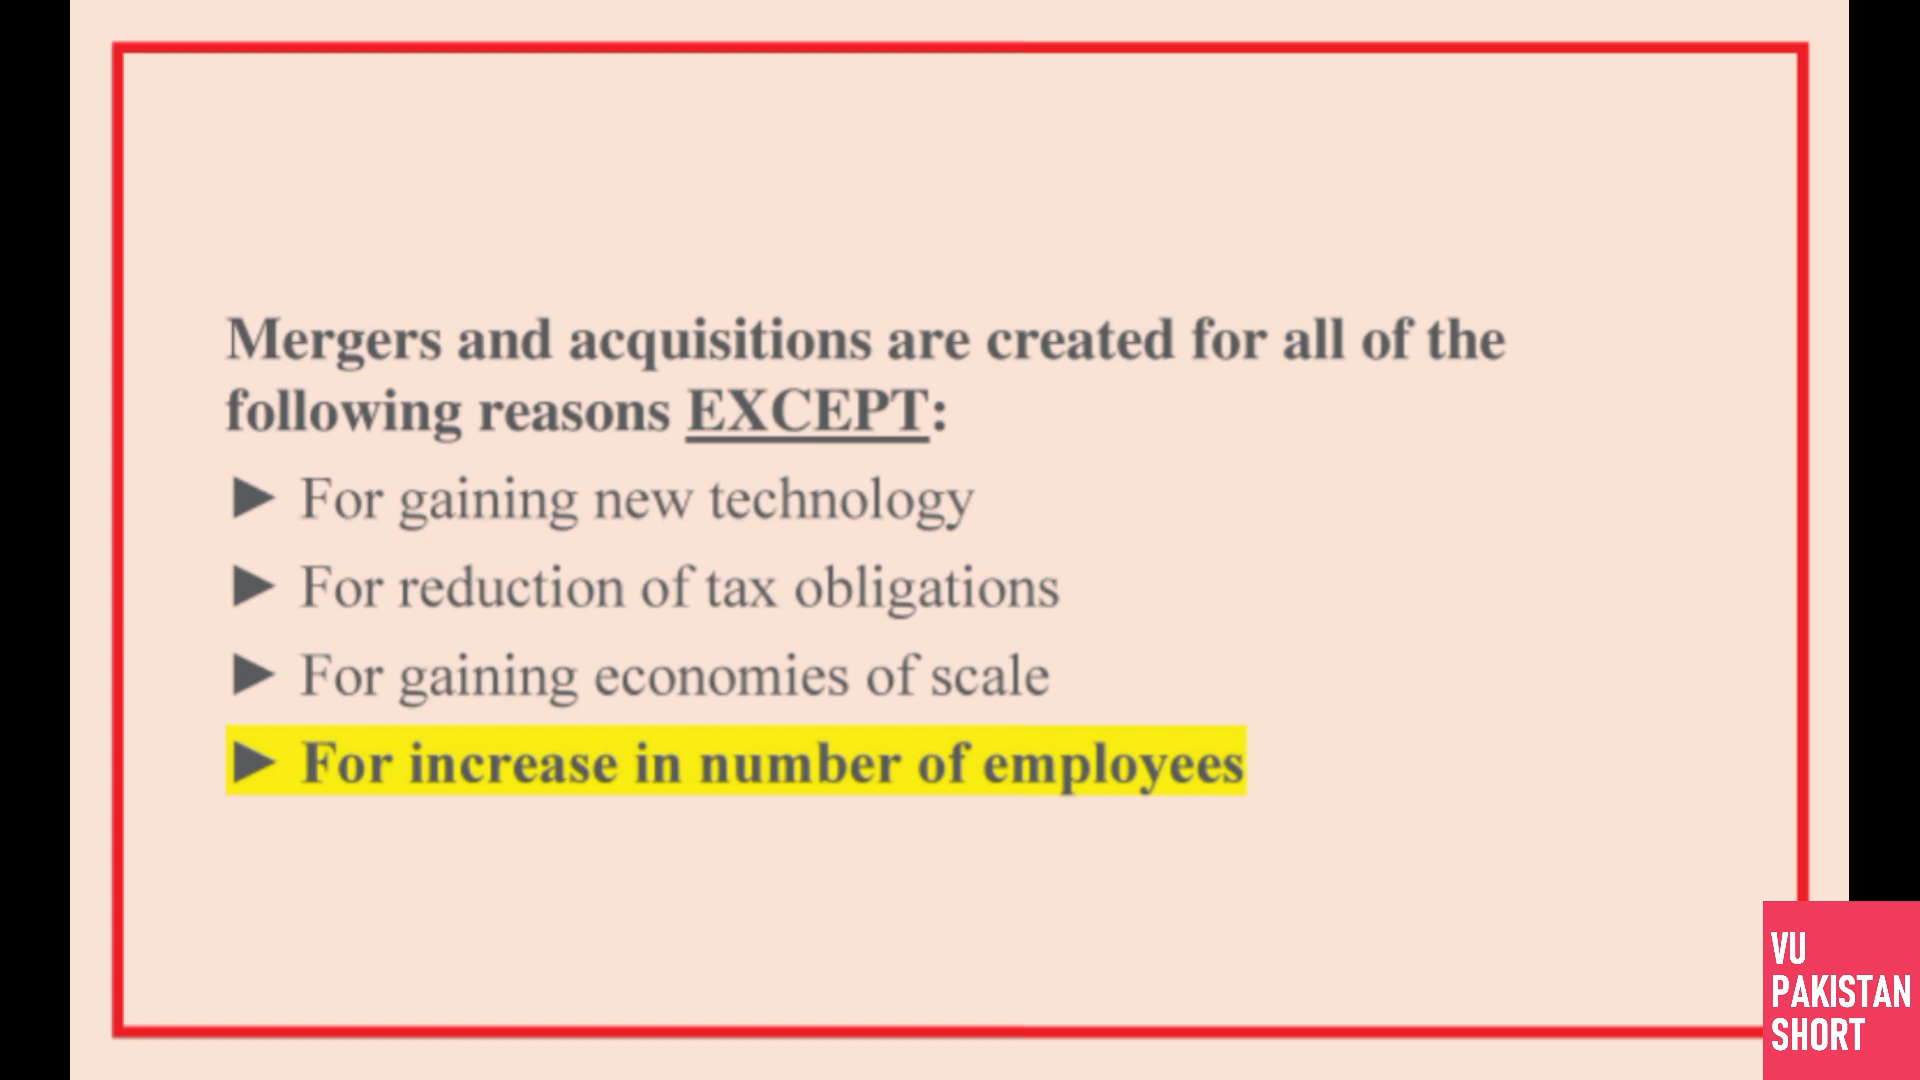 Mergers and acquisitions are created for all of the
following reasons EXCEPT:
► For gaining new technology
► For reduction of tax obligations
► For gaining economies of scale
► For increase in number of employees
VU
PAKISTAN
SHORT